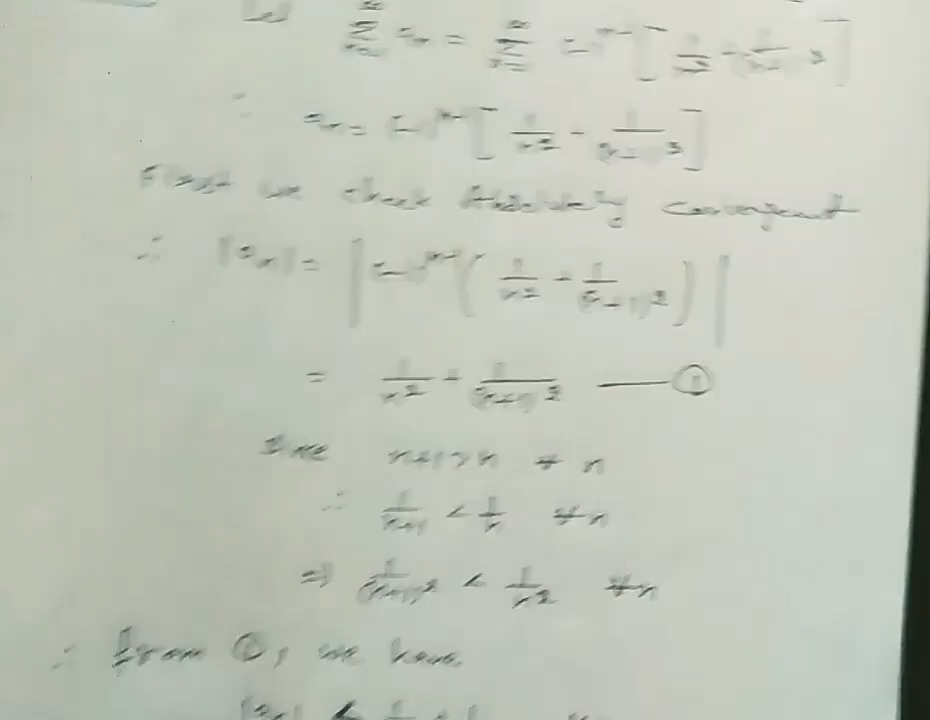 Let ∑ aₙ = ∑ (-1)ⁿ⁻¹ [ 1/n² + 1/(n+1)² ]
∴ aₙ = (-1)ⁿ⁻¹ [ 1/n² + 1/(n+1)² ]
First we check Absolutely convergent
∴ |aₙ| = | (-1)ⁿ⁻¹ ( 1/n² + 1/(n+1)² ) |
= 1/n² + 1/(n+1)² —— ①
Since n+1 > n ∀ n
∴ 1/(n+1) < 1/n ∀ n
⇒ 1/(n+1)² < 1/n² ∀ n
∴ from ①, we have